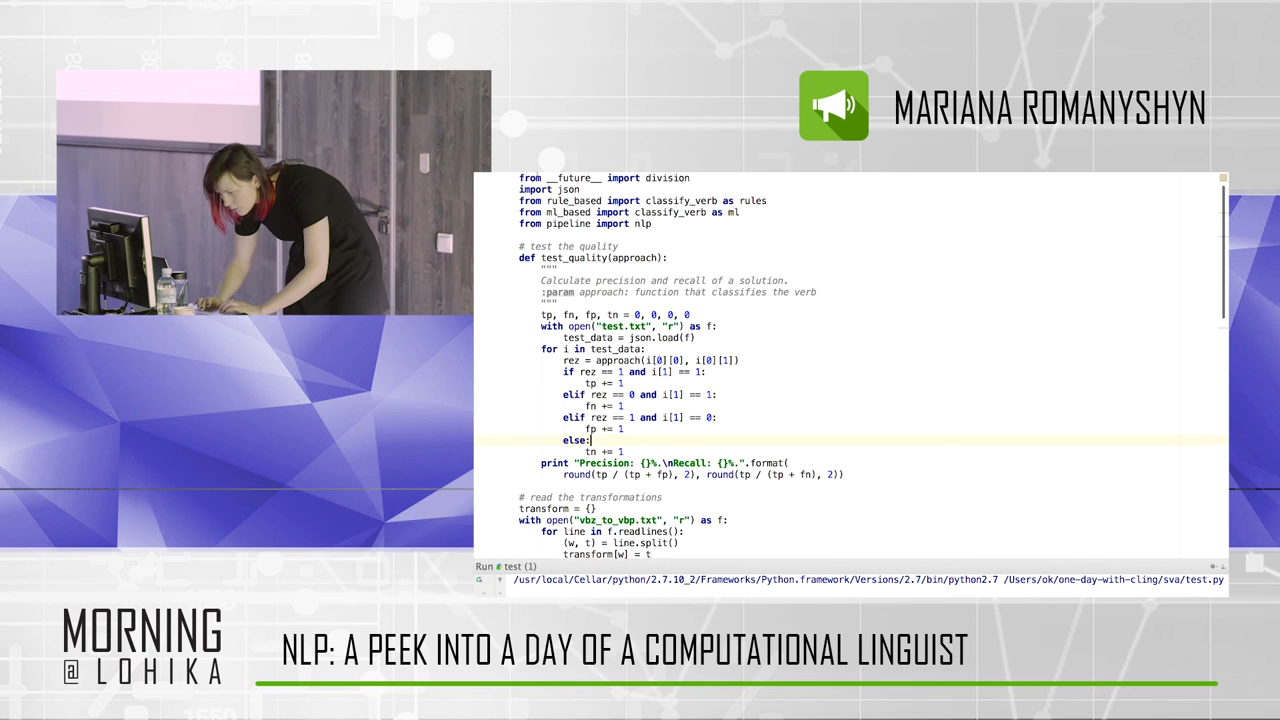 MARIANA ROMANYSHYN
from __future__ import division
import json
from rule_based import classify_verb as rules
from ml_based import classify_verb as ml
from pipeline import nlp
# test the quality
def test_quality(approach):
"""
Calculate precision and recall of a solution.
:param approach: function that classifies the verb
"""
tp, fn, fp, tn = 0, 0, 0, 0
with open("test.txt", "r") as f:
test_data = json.load(f)
for i in test_data:
rez = approach(i[0][0], i[0][1])
if rez == 1 and i[1] == 1:
tp += 1
elif rez == 0 and i[1] == 1:
fn += 1
elif rez == 1 and i[1] == 0:
fp += 1
else:
tn += 1
print "Precision: {}%.\nRecall: {}%.".format(
round(tp / (tp + fp), 2), round(tp / (tp + fn), 2))
# read the transformations
transform = {}
with open("vbz_to_vbp.txt", "r") as f:
for line in f.readlines():
(w, t) = line.split()
transform[w] = t
Run test (1)
/usr/local/Cellar/python/2.7.10_2/Frameworks/Python.framework/Versions/2.7/bin/python2.7 /Users/ok/one-day-with-cling/sva/test.py
MORNING
@ LOHIKA
NLP: A PEEK INTO A DAY OF A COMPUTATIONAL LINGUIST